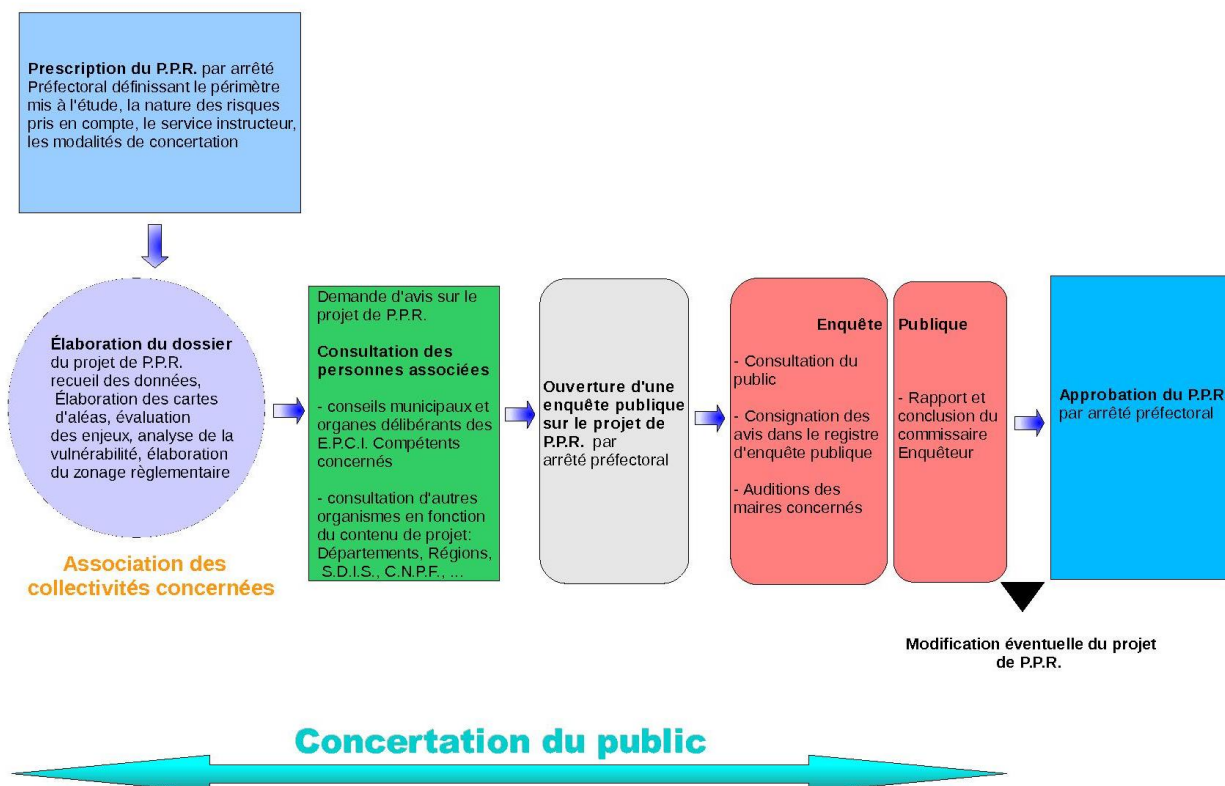 Prescription du P.P.R. par arrêté
Préfectoral définissant le périmètre
mis à l'étude, la nature des risques
pris en compte, le service instructeur,
les modalités de concertation
Élaboration du dossier
du projet de P.P.R.
recueil des données,
Élaboration des cartes
d'aléas, évaluation
des enjeux, analyse de la
vulnérabilité, élaboration
du zonage règlementaire
Association des
collectivités concernées
Demande d'avis sur le
projet de P.P.R.
Consultation des
personnes associées
- conseils municipaux et
organes délibérants des
E.P.C.I. Compétents
concernés
- consultation d'autres
organismes en fonction
du contenu de projet:
Départements, Régions,
S.D.I.S., C.N.P.F., ...
Ouverture d'une
enquête publique
sur le projet de
P.P.R. par
arrêté préfectoral
Enquête
- Consultation du
public
- Consignation des
avis dans le registre
d'enquête publique
- Auditions des
maires concernés
Publique
- Rapport et
conclusion du
commissaire
Enquêteur
Approbation du P.P.R
par arrêté préfectoral
Modification éventuelle du projet
de P.P.R.
Concertation du public